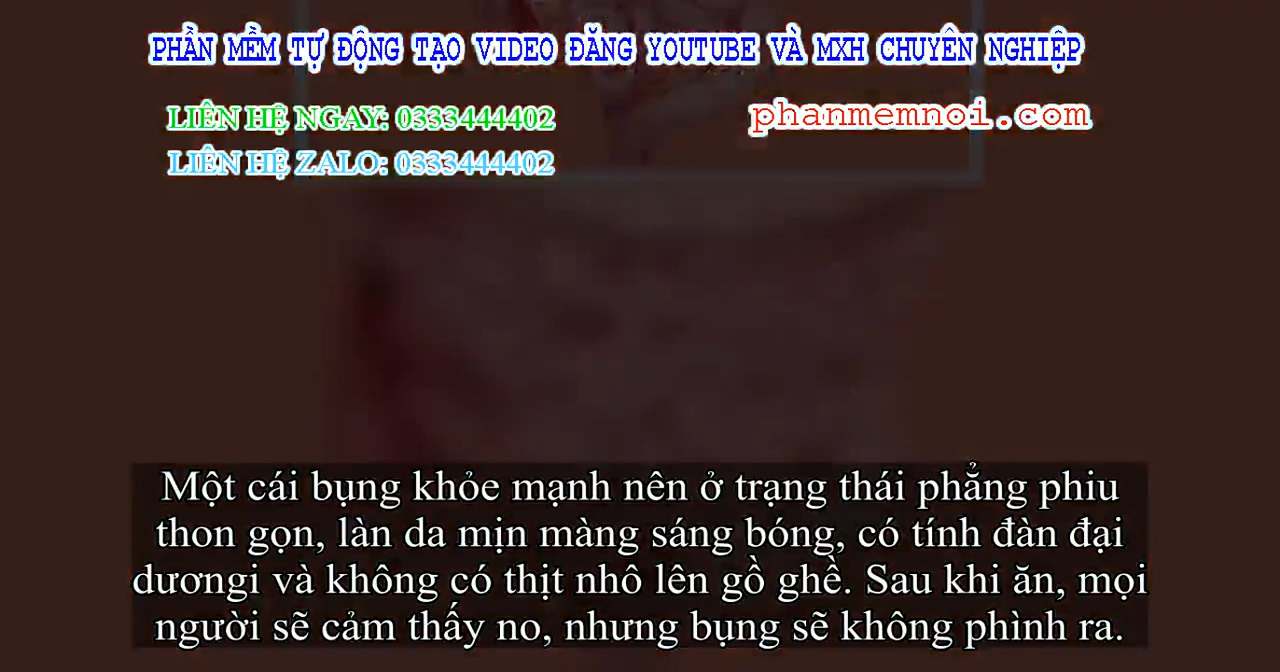 PHẦN MỀM TỰ ĐỘNG TẠO VIDEO ĐĂNG YOUTUBE VÀ MXH CHUYÊN NGHIỆP
LIÊN HỆ NGAY: 0333444402
phanmemnoi.com
LIÊN HỆ ZALO: 0333444402
Một cái bụng khỏe mạnh nên ở trạng thái phẳng phiu
thon gọn, làn da mịn màng sáng bóng, có tính đàn đại
dươngi và không có thịt nhô lên gồ ghề. Sau khi ăn, mọi
người sẽ cảm thấy no, nhưng bụng sẽ không phình ra.